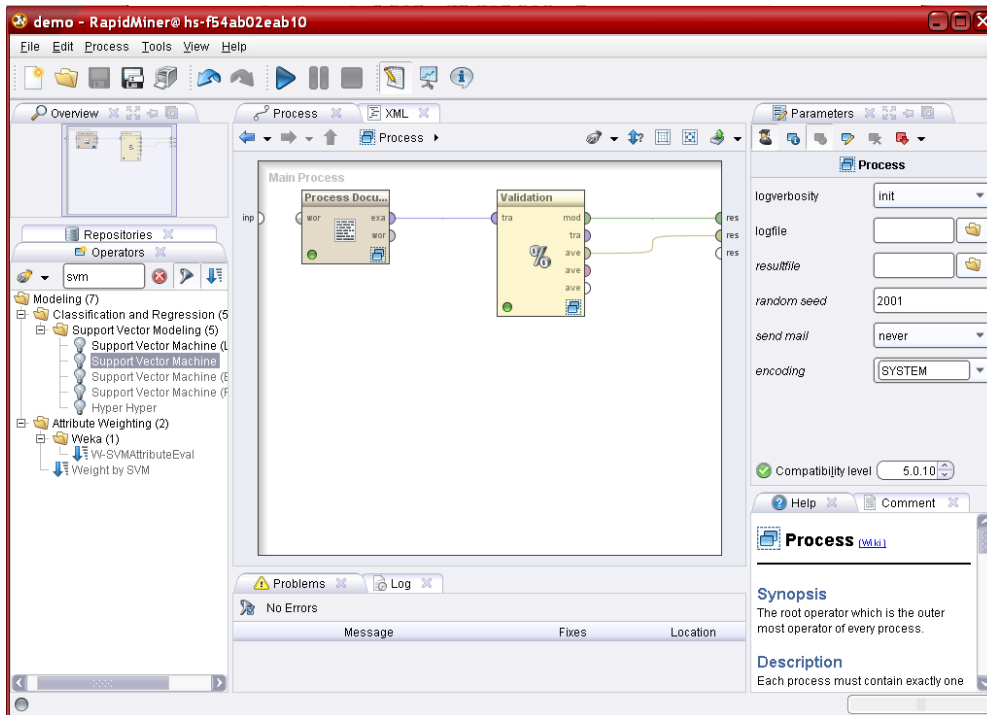 demo - RapidMiner@ hs-f54ab02eab10
File Edit Process Tools View Help
Overview
Process
XML
Parameters
Process
Process
Main Process
Process Docu...
Validation
inp
wor
exa
wor
tra
mod
tra
ave
ave
ave
res
res
res
logverbosity
init
logfile
resultfile
random seed
2001
send mail
never
encoding
SYSTEM
Compatibility level
5.0.10
Repositories
Operators
svm
Modeling (7)
Classification and Regression (5
Support Vector Modeling (5)
Support Vector Machine (L
Support Vector Machine
Support Vector Machine (E
Support Vector Machine (F
Hyper Hyper
Attribute Weighting (2)
Weka (1)
W-SVMAttributeEval
Weight by SVM
Problems
Log
No Errors
Message
Fixes
Location
Help
Comment
Process (Wiki)
Synopsis
The root operator which is the outer
most operator of every process.
Description
Each process must contain exactly one